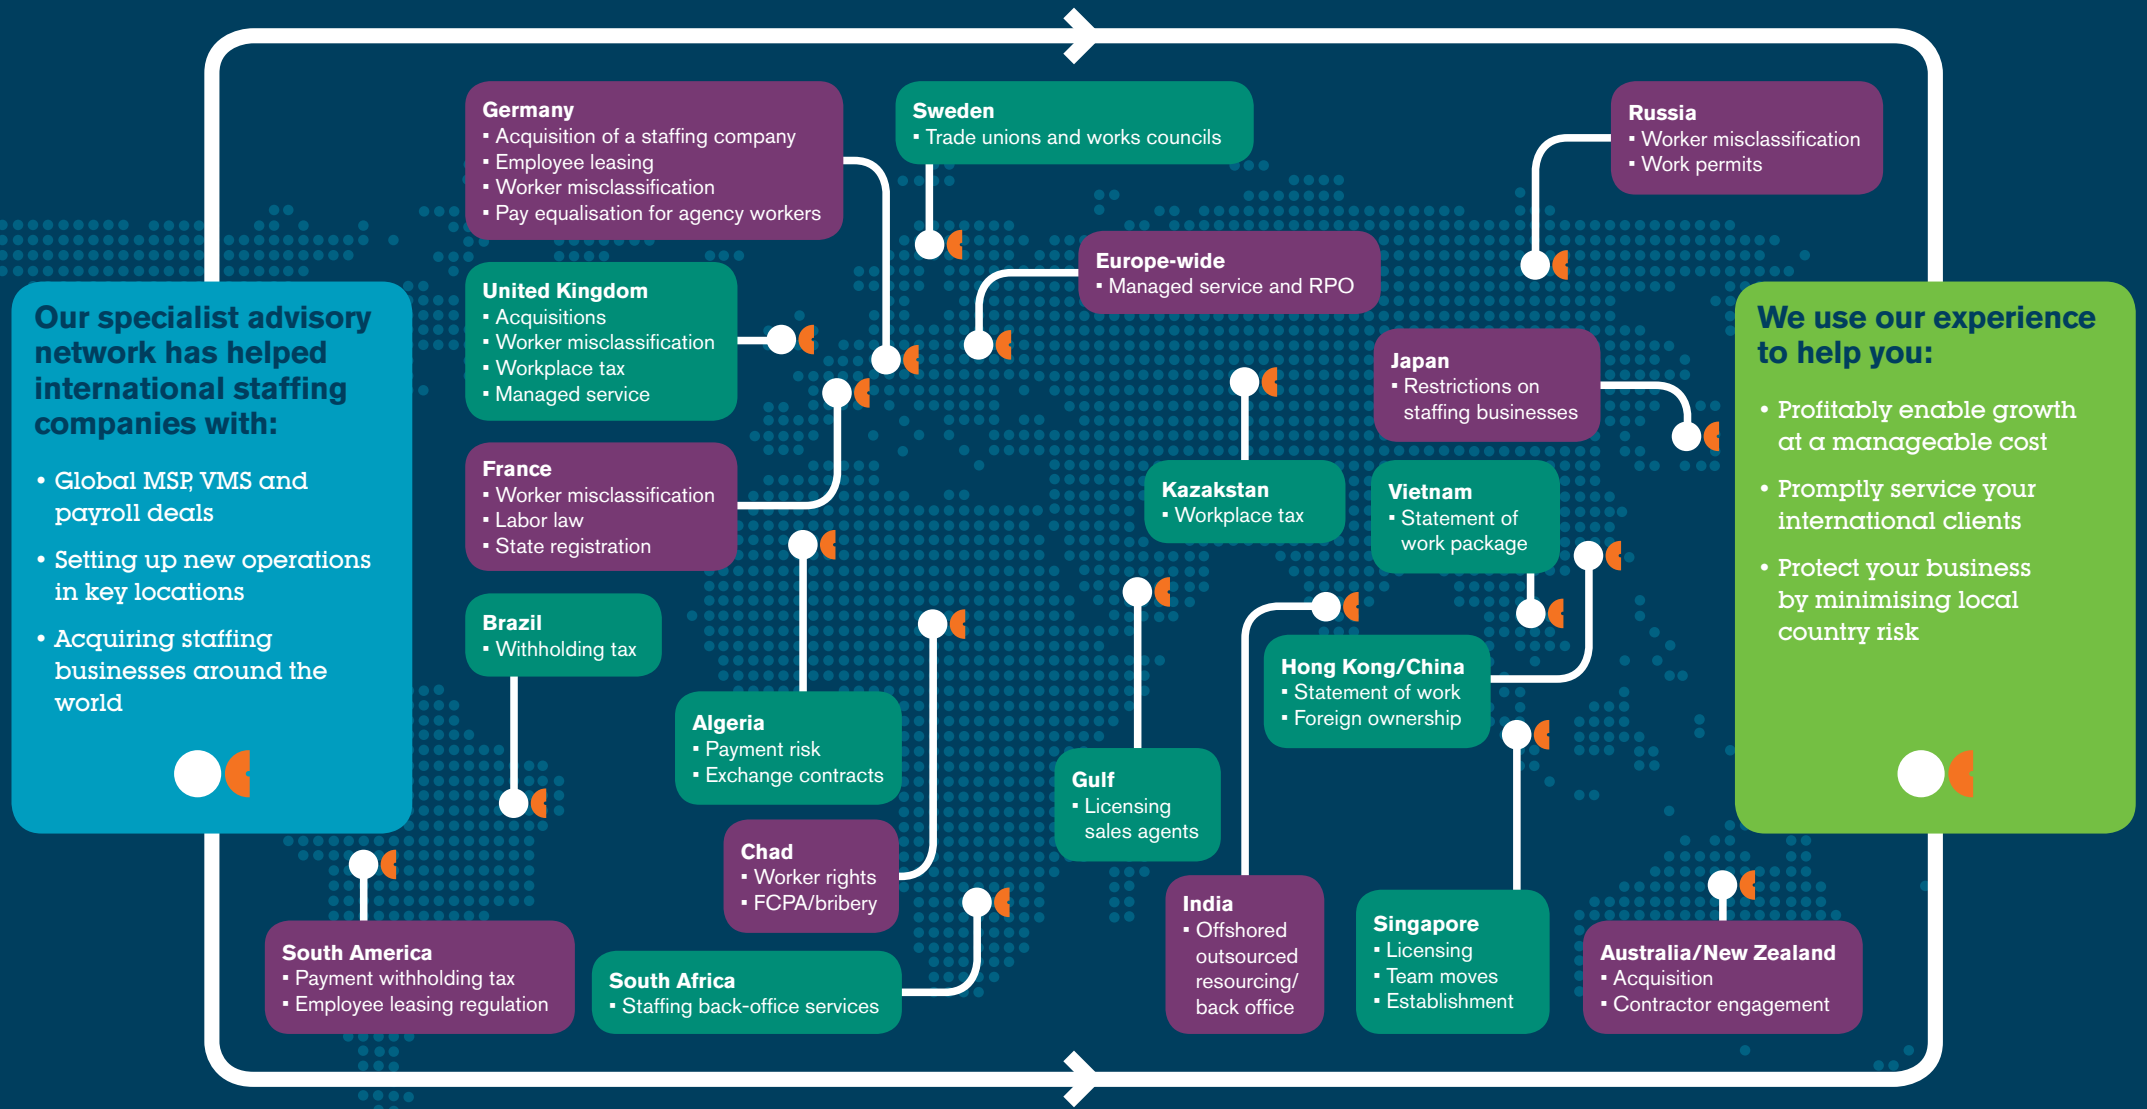 Our specialist advisory
network has helped
international staffing
companies with:
• Global MSP, VMS and
payroll deals
• Setting up new operations
in key locations
• Acquiring staffing
businesses around the
world
Germany
▪ Acquisition of a staffing company
▪ Employee leasing
▪ Worker misclassification
▪ Pay equalisation for agency workers
Sweden
▪ Trade unions and works councils
Russia
▪ Worker misclassification
▪ Work permits
United Kingdom
▪ Acquisitions
▪ Worker misclassification
▪ Workplace tax
▪ Managed service
Europe-wide
▪ Managed service and RPO
Japan
▪ Restrictions on
staffing businesses
France
▪ Worker misclassification
▪ Labor law
▪ State registration
Kazakstan
▪ Workplace tax
Vietnam
▪ Statement of
work package
Brazil
▪ Withholding tax
Hong Kong/China
▪ Statement of work
▪ Foreign ownership
Algeria
▪ Payment risk
▪ Exchange contracts
Gulf
▪ Licensing
sales agents
Chad
▪ Worker rights
▪ FCPA/bribery
India
▪ Offshored
outsourced
resourcing/
back office
Singapore
▪ Licensing
▪ Team moves
▪ Establishment
South America
▪ Payment withholding tax
▪ Employee leasing regulation
South Africa
▪ Staffing back-office services
Australia/New Zealand
▪ Acquisition
▪ Contractor engagement
We use our experience
to help you:
• Profitably enable growth
at a manageable cost
• Promptly service your
international clients
• Protect your business
by minimising local
country risk